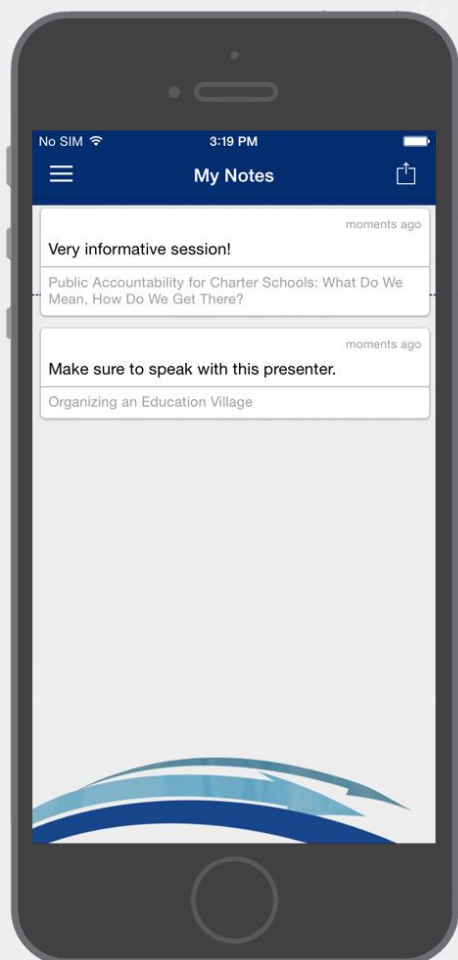 No SIM 3:19 PM
My Notes
moments ago
Very informative session!
Public Accountability for Charter Schools: What Do We
Mean, How Do We Get There?
moments ago
Make sure to speak with this presenter.
Organizing an Education Village